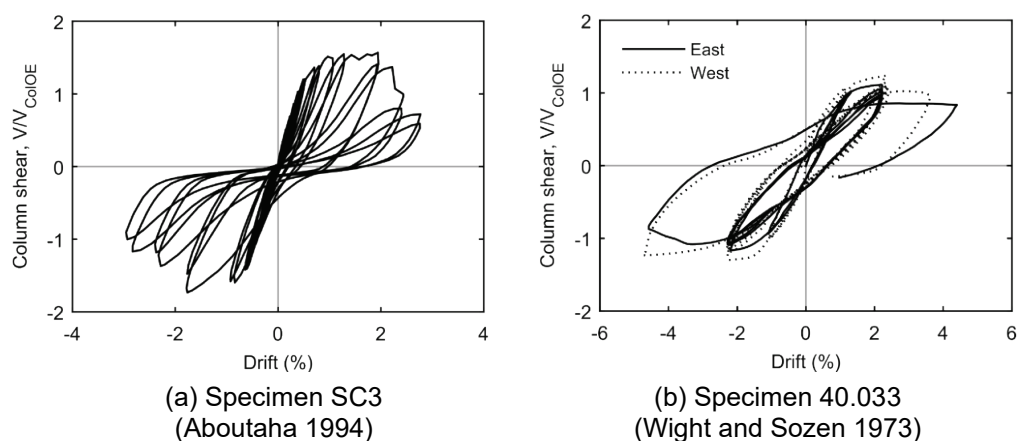 2
1
0
-1
-2
Column shear, V/V_ColOE
-4
-2
0
2
4
Drift (%)
(a) Specimen SC3
(Aboutaha 1994)
2
1
0
-1
-2
Column shear, V/V_ColOE
East
West
-6
-4
-2
0
2
4
6
Drift (%)
(b) Specimen 40.033
(Wight and Sozen 1973)